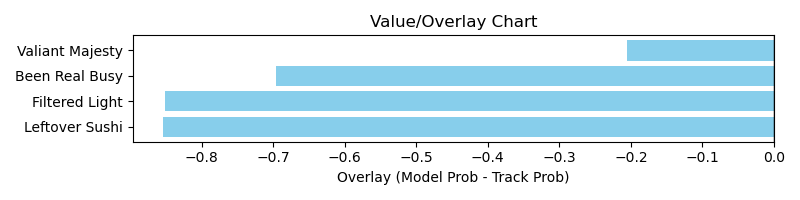 Value/Overlay Chart
Valiant Majesty
Been Real Busy
Filtered Light
Leftover Sushi
−0.8 −0.7 −0.6 −0.5 −0.4 −0.3 −0.2 −0.1 0.0
Overlay (Model Prob - Track Prob)